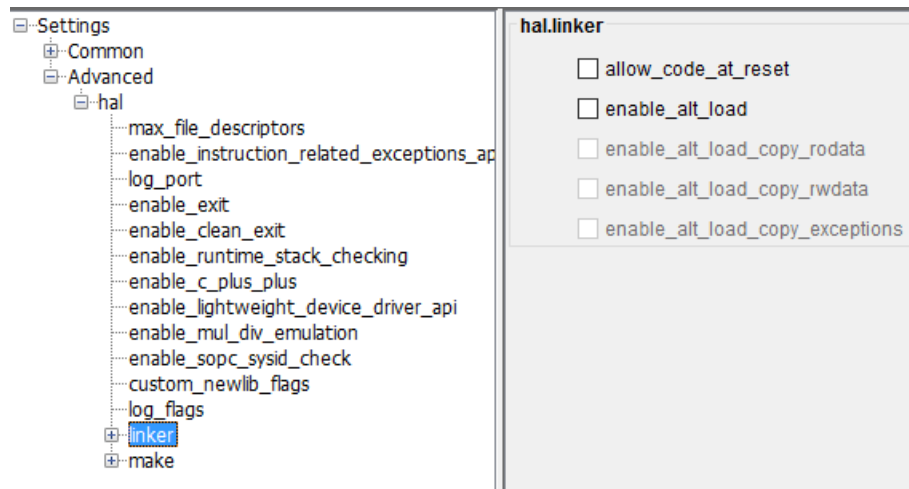 Settings
Common
Advanced
hal
max_file_descriptors
enable_instruction_related_exceptions_ap
log_port
enable_exit
enable_clean_exit
enable_runtime_stack_checking
enable_c_plus_plus
enable_lightweight_device_driver_api
enable_mul_div_emulation
enable_sopc_sysid_check
custom_newlib_flags
log_flags
linker
make
hal.linker
allow_code_at_reset
enable_alt_load
enable_alt_load_copy_rodata
enable_alt_load_copy_rwdata
enable_alt_load_copy_exceptions